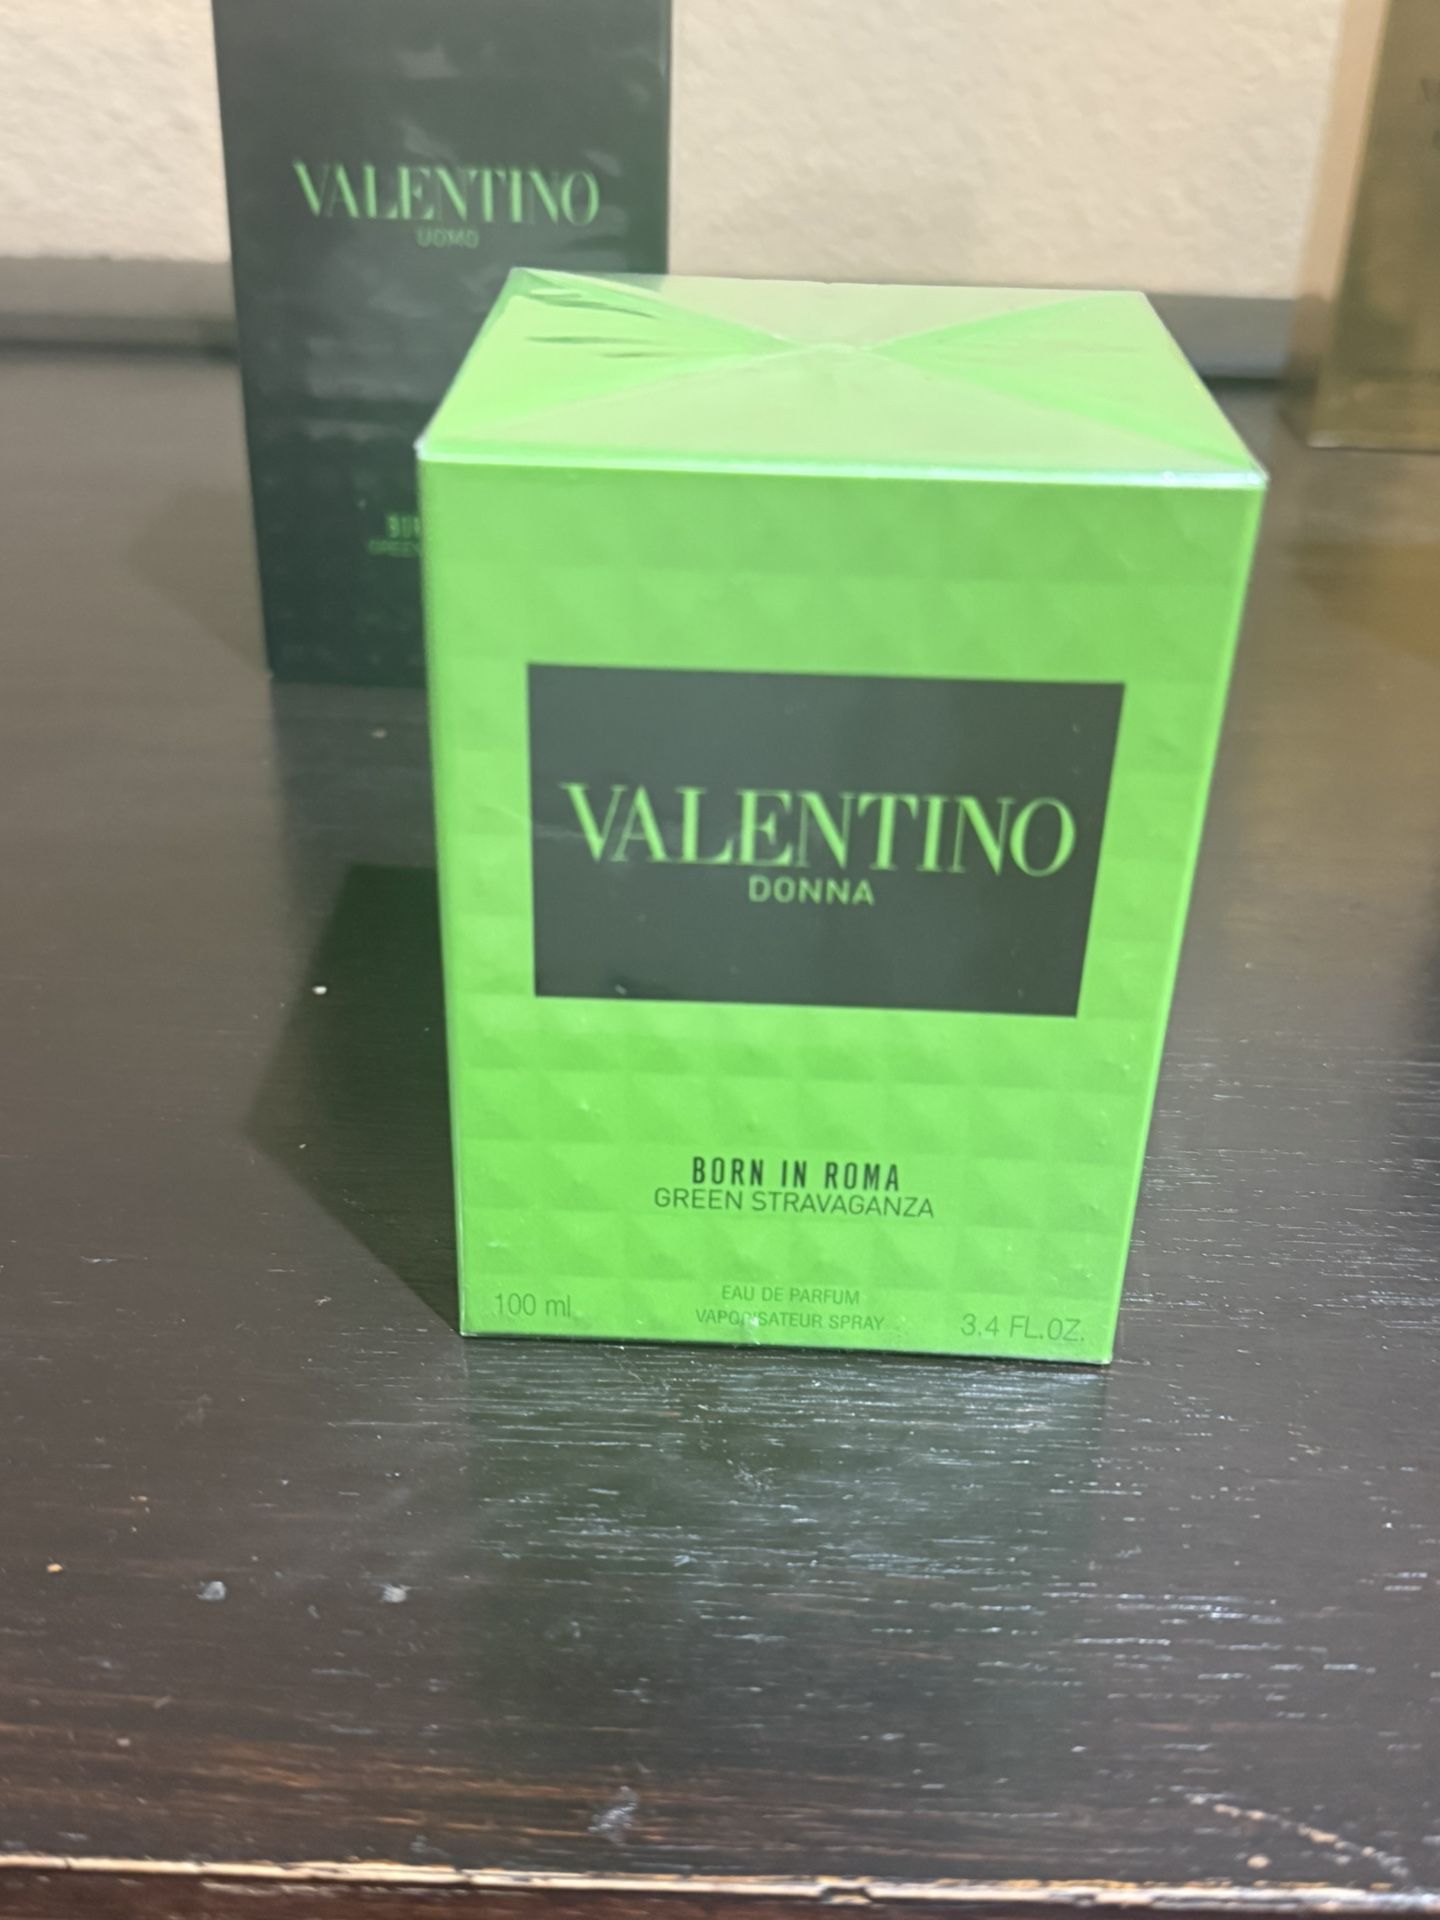 VALENTINO
UOMO
VALENTINO
DONNA
BORN IN ROMA
GREEN STRAVAGANZA
EAU DE PARFUM
100 ml
VAPORISATEUR SPRAY
3.4 FL.OZ.